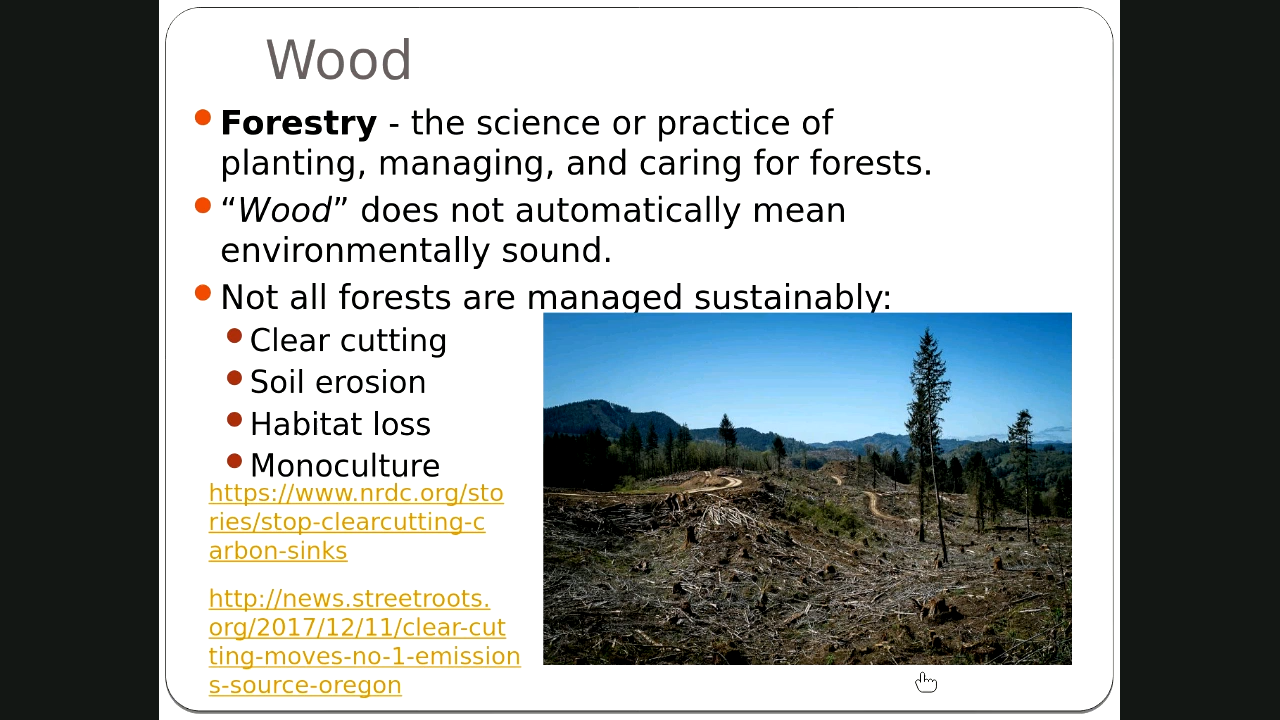 Wood
Forestry - the science or practice of
planting, managing, and caring for forests.
“Wood” does not automatically mean
environmentally sound.
Not all forests are managed sustainably:
Clear cutting
Soil erosion
Habitat loss
Monoculture
https://www.nrdc.org/sto
ries/stop-clearcutting-c
arbon-sinks
http://news.streetroots.
org/2017/12/11/clear-cut
ting-moves-no-1-emission
s-source-oregon